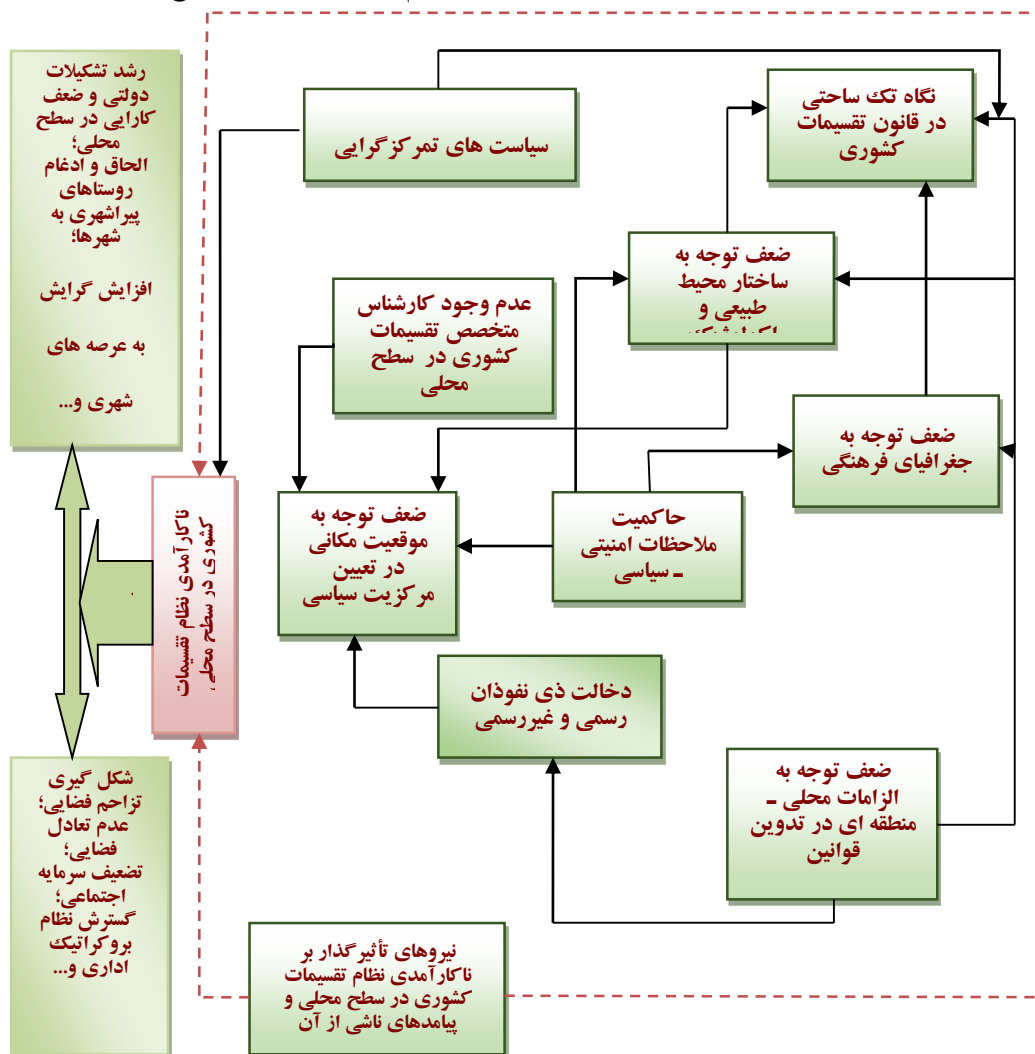 نگاه تک ساحتی
در قانون تقسیمات
کشوری
سیاست های تمرکزگرایی
رشد تشکیلات
دولتی و ضعف
کارایی در سطح
محلی؛
الحاق و ادغام
روستاهای
پیراشهری به
شهرها؛
افزایش گرایش
به عرصه های
شهری و...
ضعف توجه به
ساختار محیط
طبیعی و
عدم وجود کارشناس
متخصص تقسیمات
کشوری در سطح
محلی
ضعف توجه به
جغرافیای فرهنگی
حاکمیت
ملاحظات امنیتی
ـ سیاسی
ضعف توجه به
موقعیت مکانی
در تعیین
مرکزیت سیاسی
ناکارآمدی نظام تقسیمات
کشوری در سطح محلی
دخالت ذی نفوذان
رسمی و غیررسمی
ضعف توجه به
الزامات محلی ـ
منطقه ای در تدوین
قوانین
شکل گیری
تزاحم فضایی؛
عدم تعادل
فضایی؛
تضعیف سرمایه
اجتماعی؛
گسترش نظام
بروکراتیک
اداری و...
نیروهای تأثیرگذار بر
ناکارآمدی نظام تقسیمات
کشوری در سطح محلی و
پیامدهای ناشی از آن